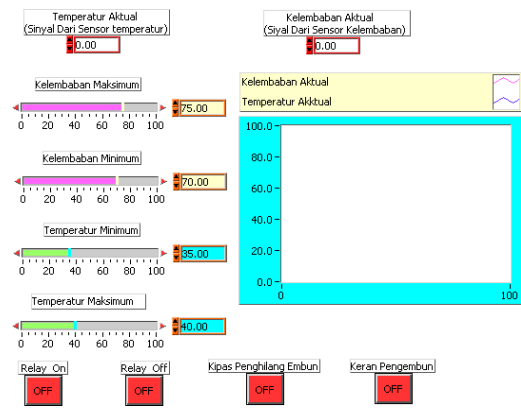 Temperatur Aktual
(Sinyal Dari Sensor temperatur)
0.00
Kelembaban Aktual
(Siyal Dari Sensor Kelembaban)
0.00
Kelembaban Maksimum
75.00
0 20 40 60 80 100
Kelembaban Minimum
70.00
0 20 40 60 80 100
Temperatur Minimum
35.00
0 20 40 60 80 100
Temperatur Maksimum
40.00
0 20 40 60 80 100
Kelembaban Aktual
Temperatur Akktual
100.0
80.0
60.0
40.0
20.0
0.0
0 100
Relay On
OFF
Relay Off
OFF
Kipas Penghilang Embun
OFF
Keran Pengembun
OFF